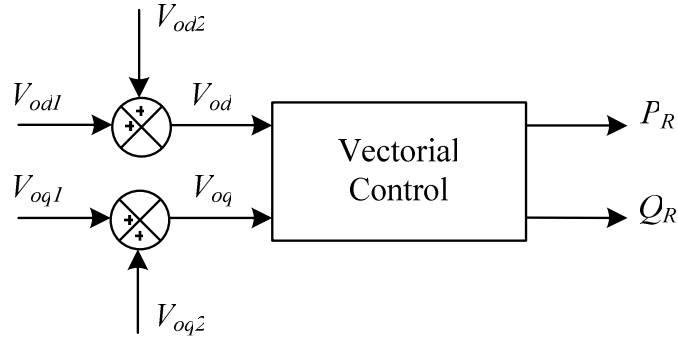 Vod2
Vod1
Vod
+
+
Vectorial
Control
PR
Voq1
Voq
+
+
QR
Voq2